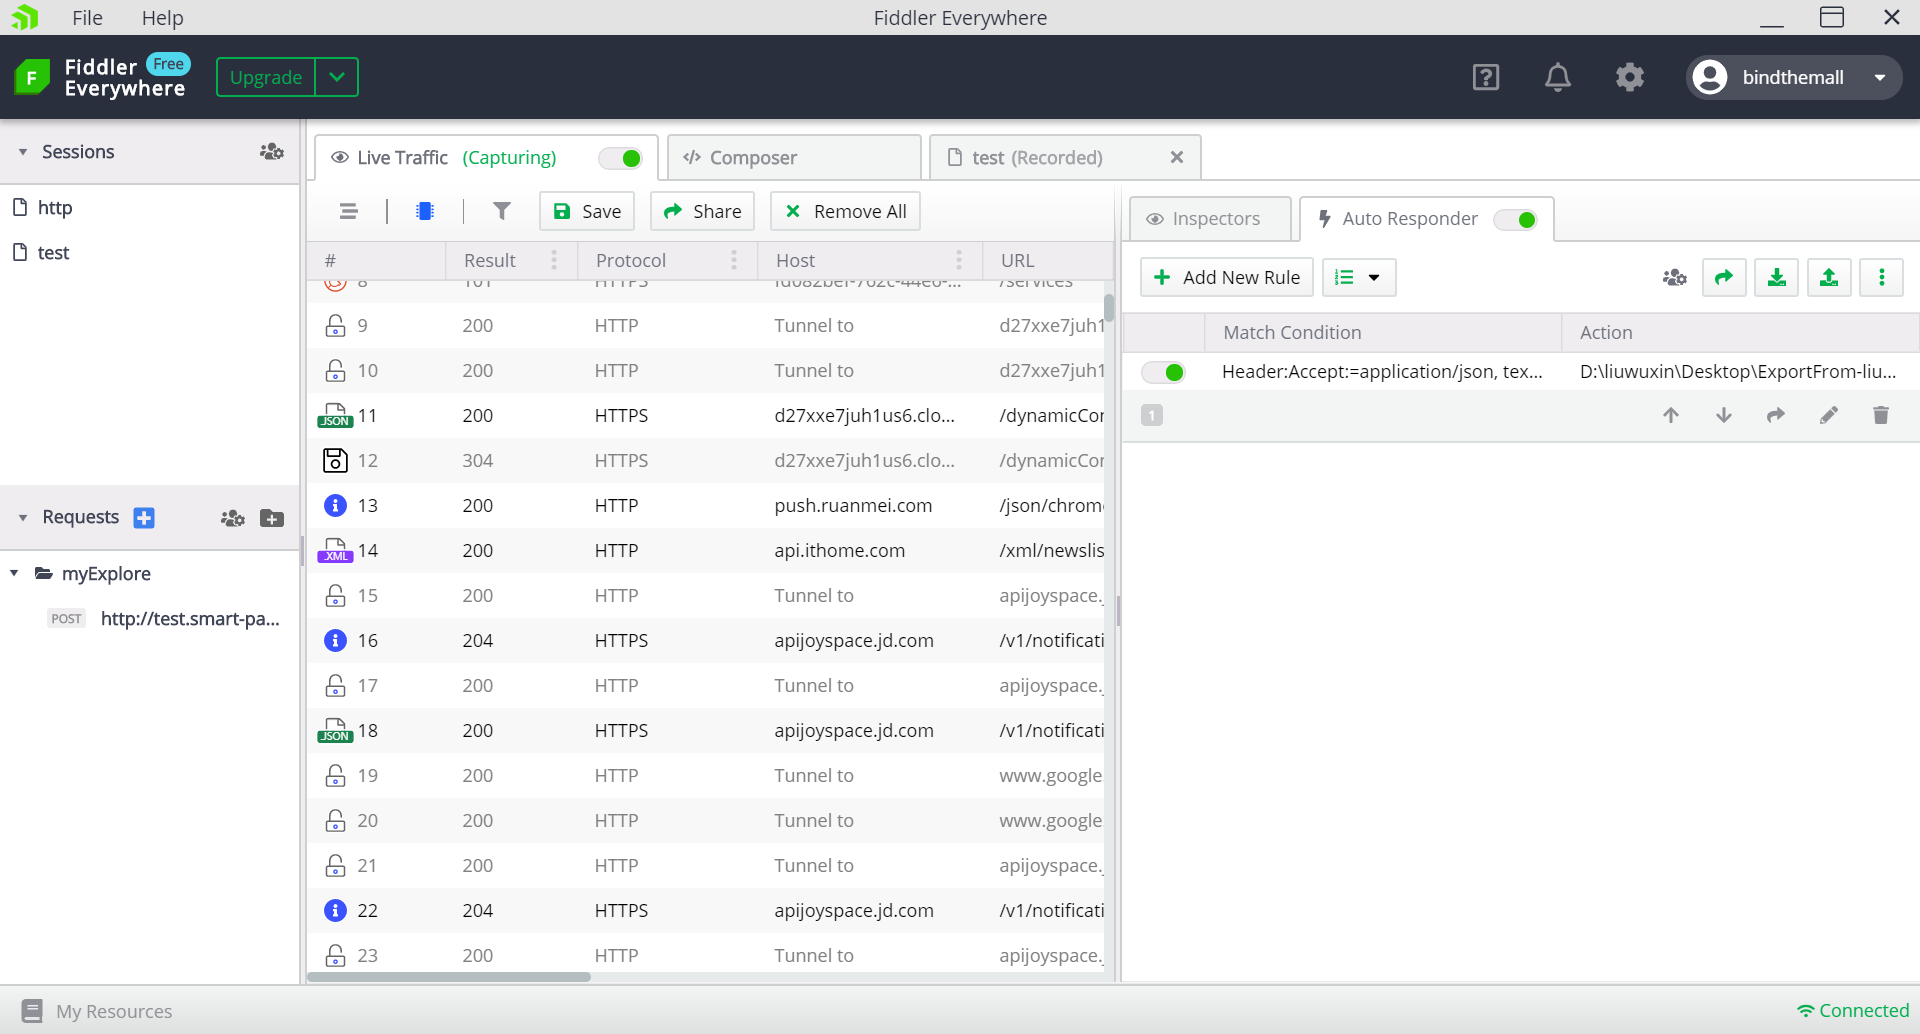 File Help Fiddler Everywhere
Fiddler Free
Everywhere
Upgrade
bindthemall
Sessions
http
test
Requests
myExplore
POST http://test.smart-pa...
Live Traffic (Capturing)
Composer
test (Recorded)
Save Share Remove All
# Result Protocol Host URL
8 101 HTTPS /services
9 200 HTTP Tunnel to d27xxe7juh1
10 200 HTTP Tunnel to d27xxe7juh1
JSON 11 200 HTTPS d27xxe7juh1us6.clo... /dynamicCor
12 304 HTTPS d27xxe7juh1us6.clo... /dynamicCor
13 200 HTTP push.ruanmei.com /json/chrome
XML 14 200 HTTP api.ithome.com /xml/newslis
15 200 HTTP Tunnel to apijoyspace.j
16 204 HTTPS apijoyspace.jd.com /v1/notificati
17 200 HTTP Tunnel to apijoyspace.j
JSON 18 200 HTTPS apijoyspace.jd.com /v1/notificati
19 200 HTTP Tunnel to www.google
20 200 HTTP Tunnel to www.google
21 200 HTTP Tunnel to apijoyspace.j
22 204 HTTPS apijoyspace.jd.com /v1/notificati
23 200 HTTP Tunnel to apijoyspace.
Inspectors
Auto Responder
Add New Rule
Match Condition Action
Header:Accept:=application/json, tex... D:\liuwuxin\Desktop\ExportFrom-liu...
1
My Resources
Connected